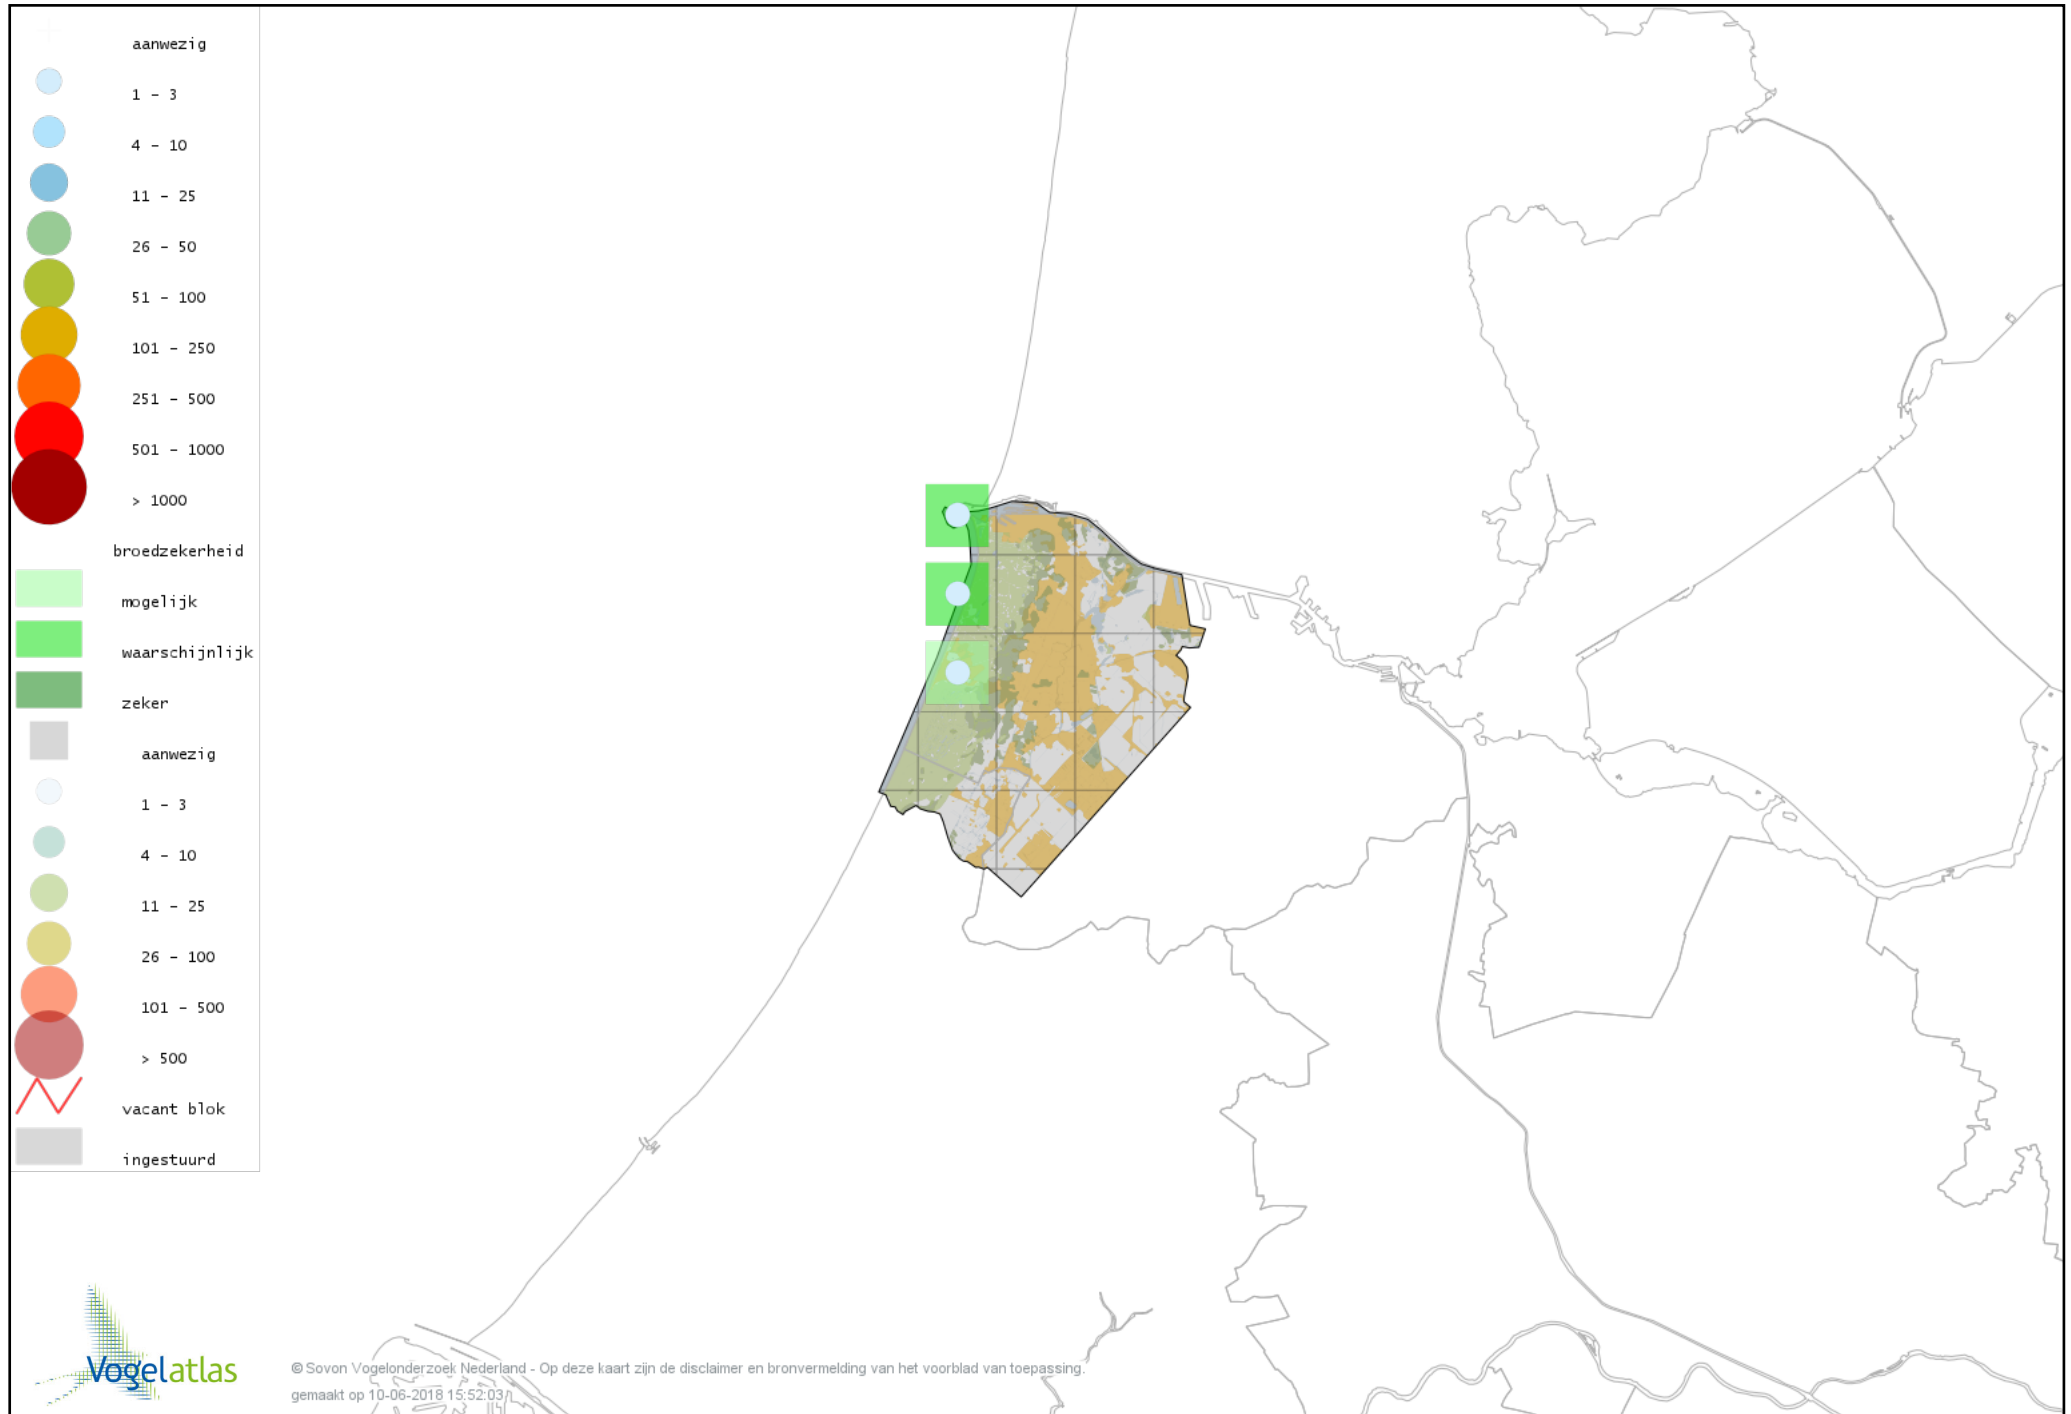 aanwezig
1 – 3
4 – 10
11 – 25
26 – 50
51 – 100
101 – 250
251 – 500
501 – 1000
> 1000
broedzekerheid
mogelijk
waarschijnlijk
zeker
aanwezig
1 – 3
4 – 10
11 – 25
26 – 100
101 – 500
> 500
vacant blok
ingestuurd
Vogelatlas
© Sovon Vogelonderzoek Nederland - Op deze kaart zijn de disclaimer en bronvermelding van het voorblad van toepassing.
gemaakt op 10-06-2018 15:52:03